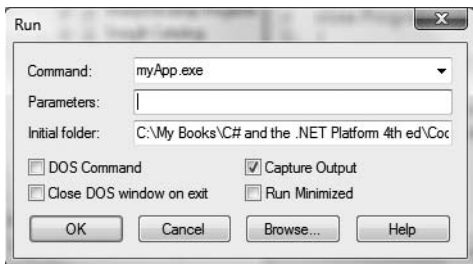 Run
Command: myApp.exe
Parameters:
Initial folder: C:\My Books\C# and the .NET Platform 4th ed\Coc
DOS Command Capture Output
Close DOS window on exit Run Minimized
OK Cancel Browse... Help